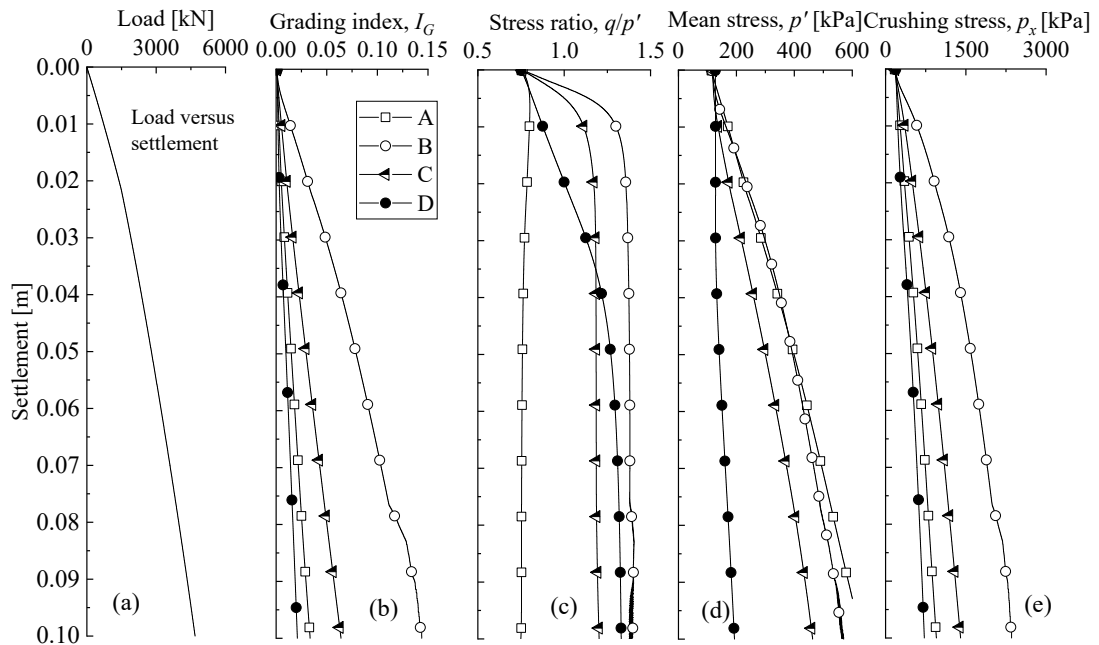 Load [kN]
0 3000 6000
Grading index, I_G
0.00 0.05 0.10 0.15
Stress ratio, q/p′
0.5 1.0 1.5
Mean stress, p′ [kPa]
0 200 400 600
Crushing stress, p_x [kPa]
0 1500 3000
Settlement [m]
0.00
0.01
0.02
0.03
0.04
0.05
0.06
0.07
0.08
0.09
0.10
Load versus
settlement
A
B
C
D
(a)
(b)
(c)
(d)
(e)